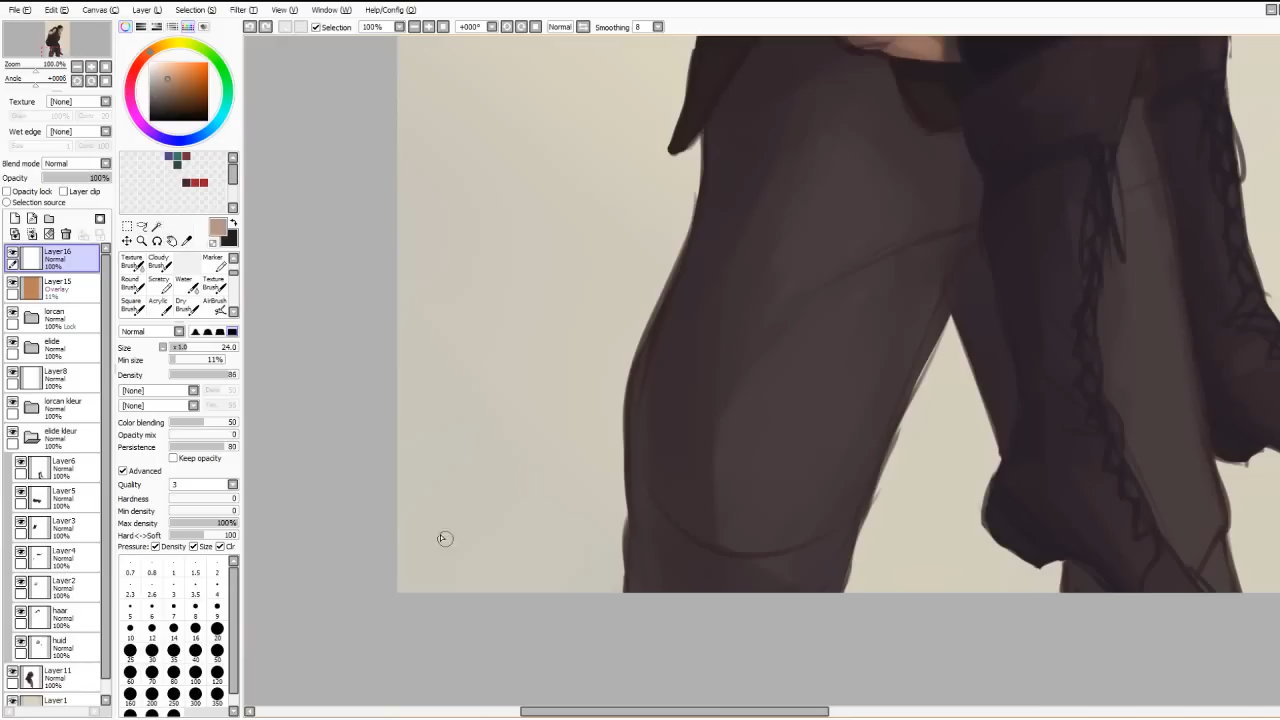 File (F) Edit (E) Canvas (C) Layer (L) Selection (S) Filter (T) View (V) Window (W) Help/Config (O)
Selection 100% +000° Normal Smoothing 8
Zoom 100.0%
Angle +0008
Texture [None]
100% 20
Wet edge [None]
1 100
Blend mode Normal
Opacity 100%
Opacity lock Layer clip
Selection source
Layer16
Normal
100%
Layer15
Overlay
11%
lorcan
Normal
100% Lock
elide
Normal
100%
Layer8
Normal
100%
lorcan kleur
Normal
100%
elide kleur
Normal
100%
Layer6
Normal
100%
Layer5
Normal
100%
Layer3
Normal
100%
Layer4
Normal
100%
Layer2
Normal
100%
haar
Normal
100%
huid
Normal
100%
Layer11
Normal
100%
Layer1
Texture Brush Cloudy Brush Marker
Round Brush Scratchy Water Texture Brush
Square Brush Acrylic Dry Brush AirBrush
Normal
Size x 1.0 24.0
Min size 11%
Density 86
[None] 50
[None]
Color blending 50
Opacity mix 0
Persistence 80
Keep opacity
Advanced
Quality 3
Hardness 0
Min density 0
Max density 100%
Hard<->Soft 100
Pressure: Density Size Clr
0.7 0.8 1 1.5 2
2.3 2.6 3 3.5 4
5 6 7 8 9
10 12 14 16 20
25 30 35 40 50
60 70 80 100 120
160 200 250 300 350